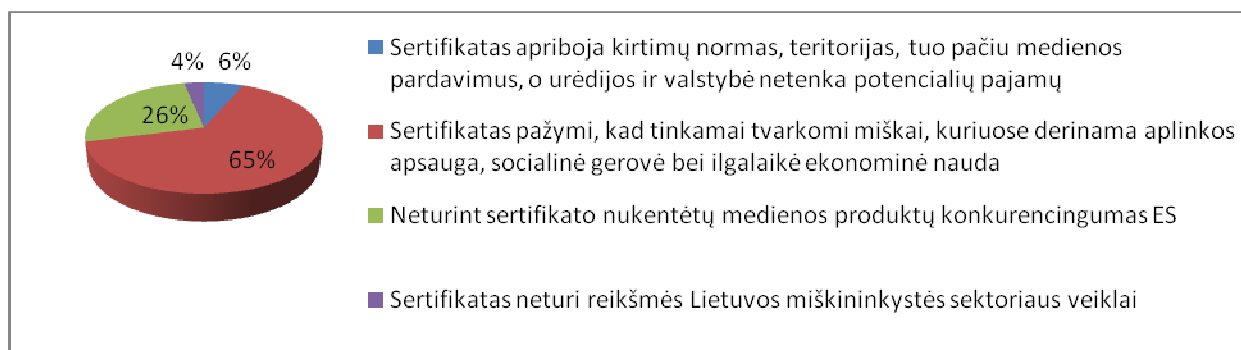 4% 6%
26%
65%
Sertifikatas apriboja kirtimų normas, teritorijas, tuo pačiu medienos
pardavimus, o urėdijos ir valstybė netenka potencialių pajamų
Sertifikatas pažymi, kad tinkamai tvarkomi miškai, kuriuose derinama aplinkos
apsauga, socialinė gerovė bei ilgalaikė ekonominė nauda
Neturint sertifikato nukentėtų medienos produktų konkurencingumas ES
Sertifikatas neturi reikšmės Lietuvos miškininkystės sektoriaus veiklai